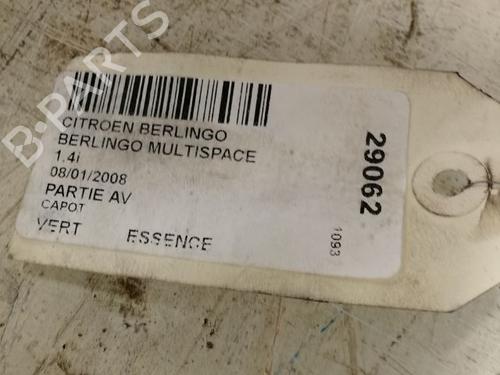 B-PARTS
CITROEN BERLINGO
BERLINGO MULTISPACE
1.4i
08/01/2008
PARTIE AV
CAPOT
VERT ESSENCE
29062
1093